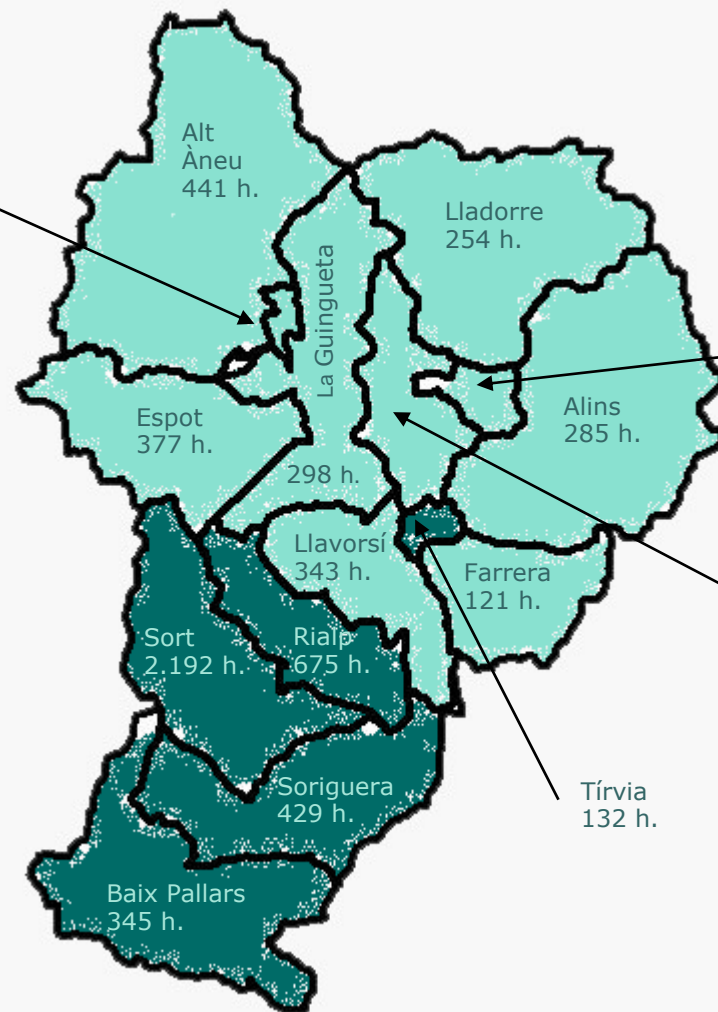 Alt
Àneu
441 h.
Lladorre
254 h.
La Guingueta
298 h.
Espot
377 h.
Alins
285 h.
Llavorsí
343 h.
Farrera
121 h.
Sort
2.192 h.
Rialp
675 h.
Soriguera
429 h.
Tírvia
132 h.
Baix Pallars
345 h.